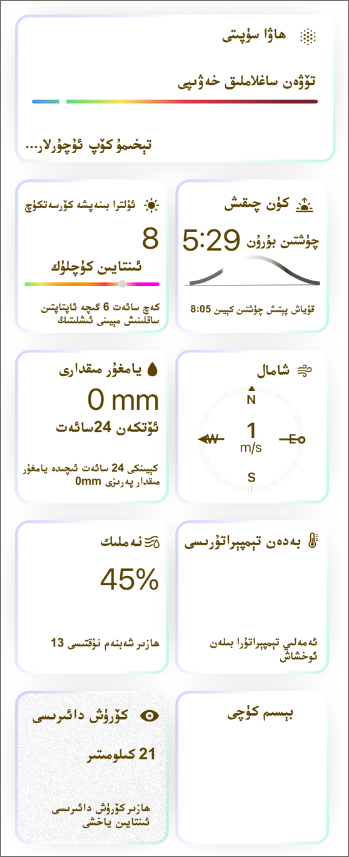 ھاۋا سۈپىتى
تۆۋەن ساغلاملىق خەۋپى
تېخىمۇ كۆپ ئۇچۇرلار...
كۈن چىقىش
چۈشتىن بۇرۇن 5:29
قۇياش پېتىش چۈشتىن كېيىن 8:05
ئۇلترا بىنەپشە كۆرسەتكۈچ
8
ئىنتايىن كۈچلۈك
كەچ سائەت 6 گىچە ئاپتاپتىن
ساقلىنىش مېيىنى ئىشلىتىڭ
شامال
N
W
1
m/s
E
S
يامغۇر مىقدارى
0 mm
ئۆتكەن 24سائەت
كېيىنكى 24 سائەت ئىچىدە يامغۇر
مىقدار پەرىزى 0mm
بەدەن تېمپېراتۇرىسى
ئەمەلىي تېمپېراتۇرا بىلەن
ئوخشاش
نەملىك
45%
ھازىر شەبنەم نۇقتىسى 13
بېسىم كۈچى
كۆرۈش دائىرىسى
21 كىلومىتىر
ھازىر كۆرۈش دائىرىسى
ئىنتايىن ياخشى